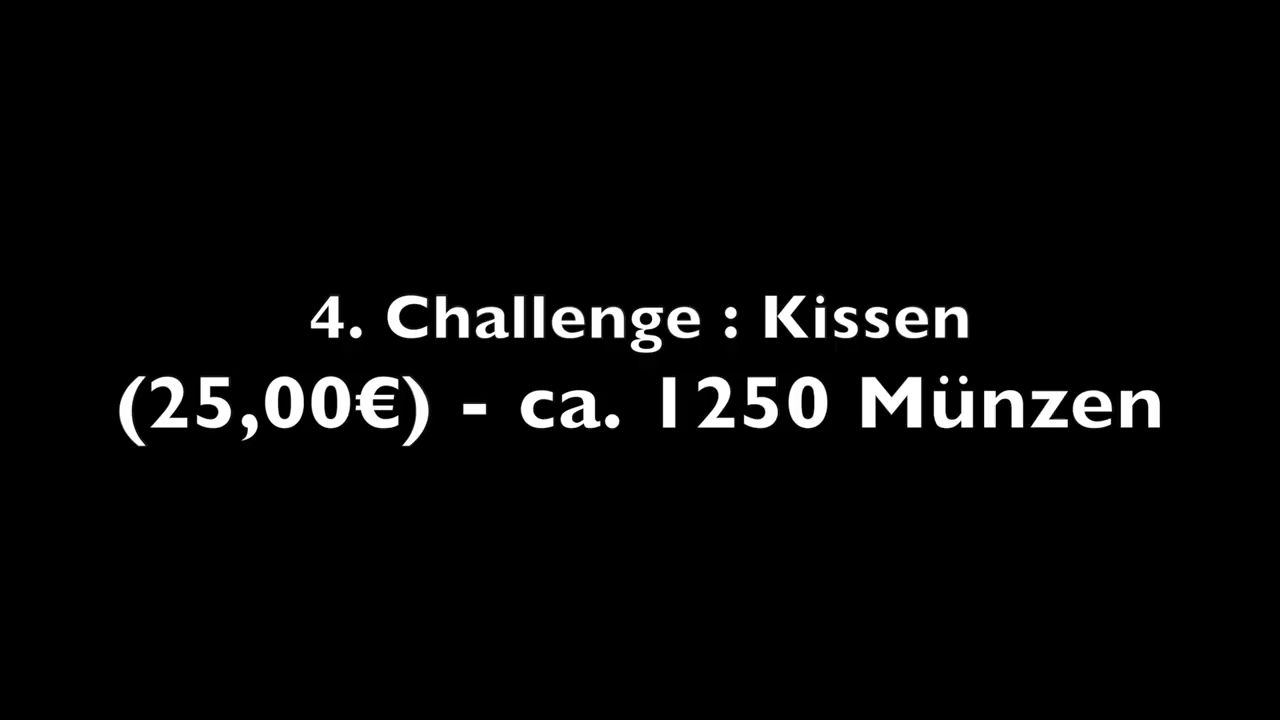 4. Challenge : Kissen
(25,00€) - ca. 1250 Münzen